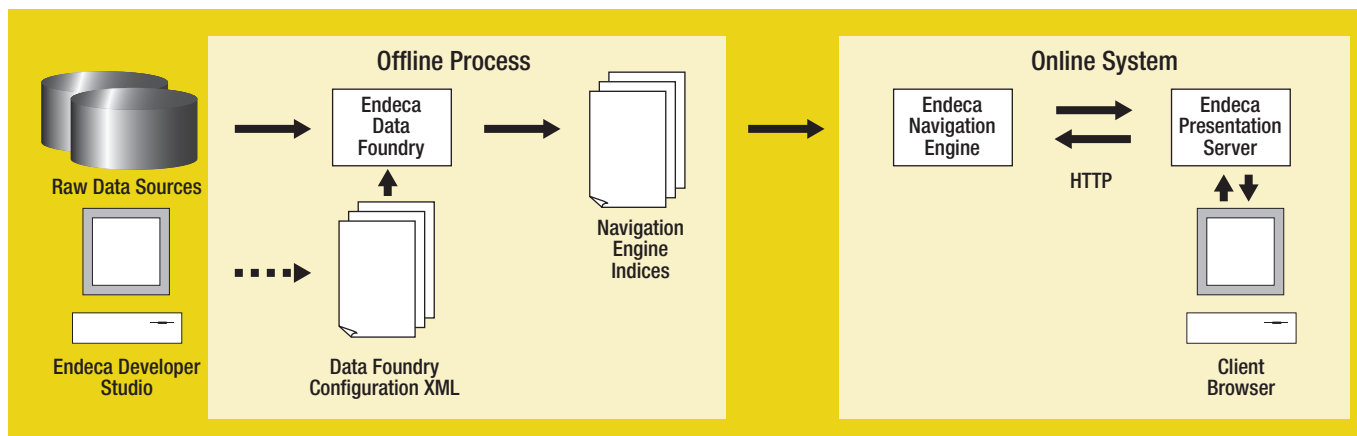 Offline Process
Online System
Endeca
Data
Foundry
Endeca
Navigation
Engine
Endeca
Presentation
Server
HTTP
Raw Data Sources
Navigation
Engine
Indices
Endeca Developer
Studio
Data Foundry
Configuration XML
Client
Browser